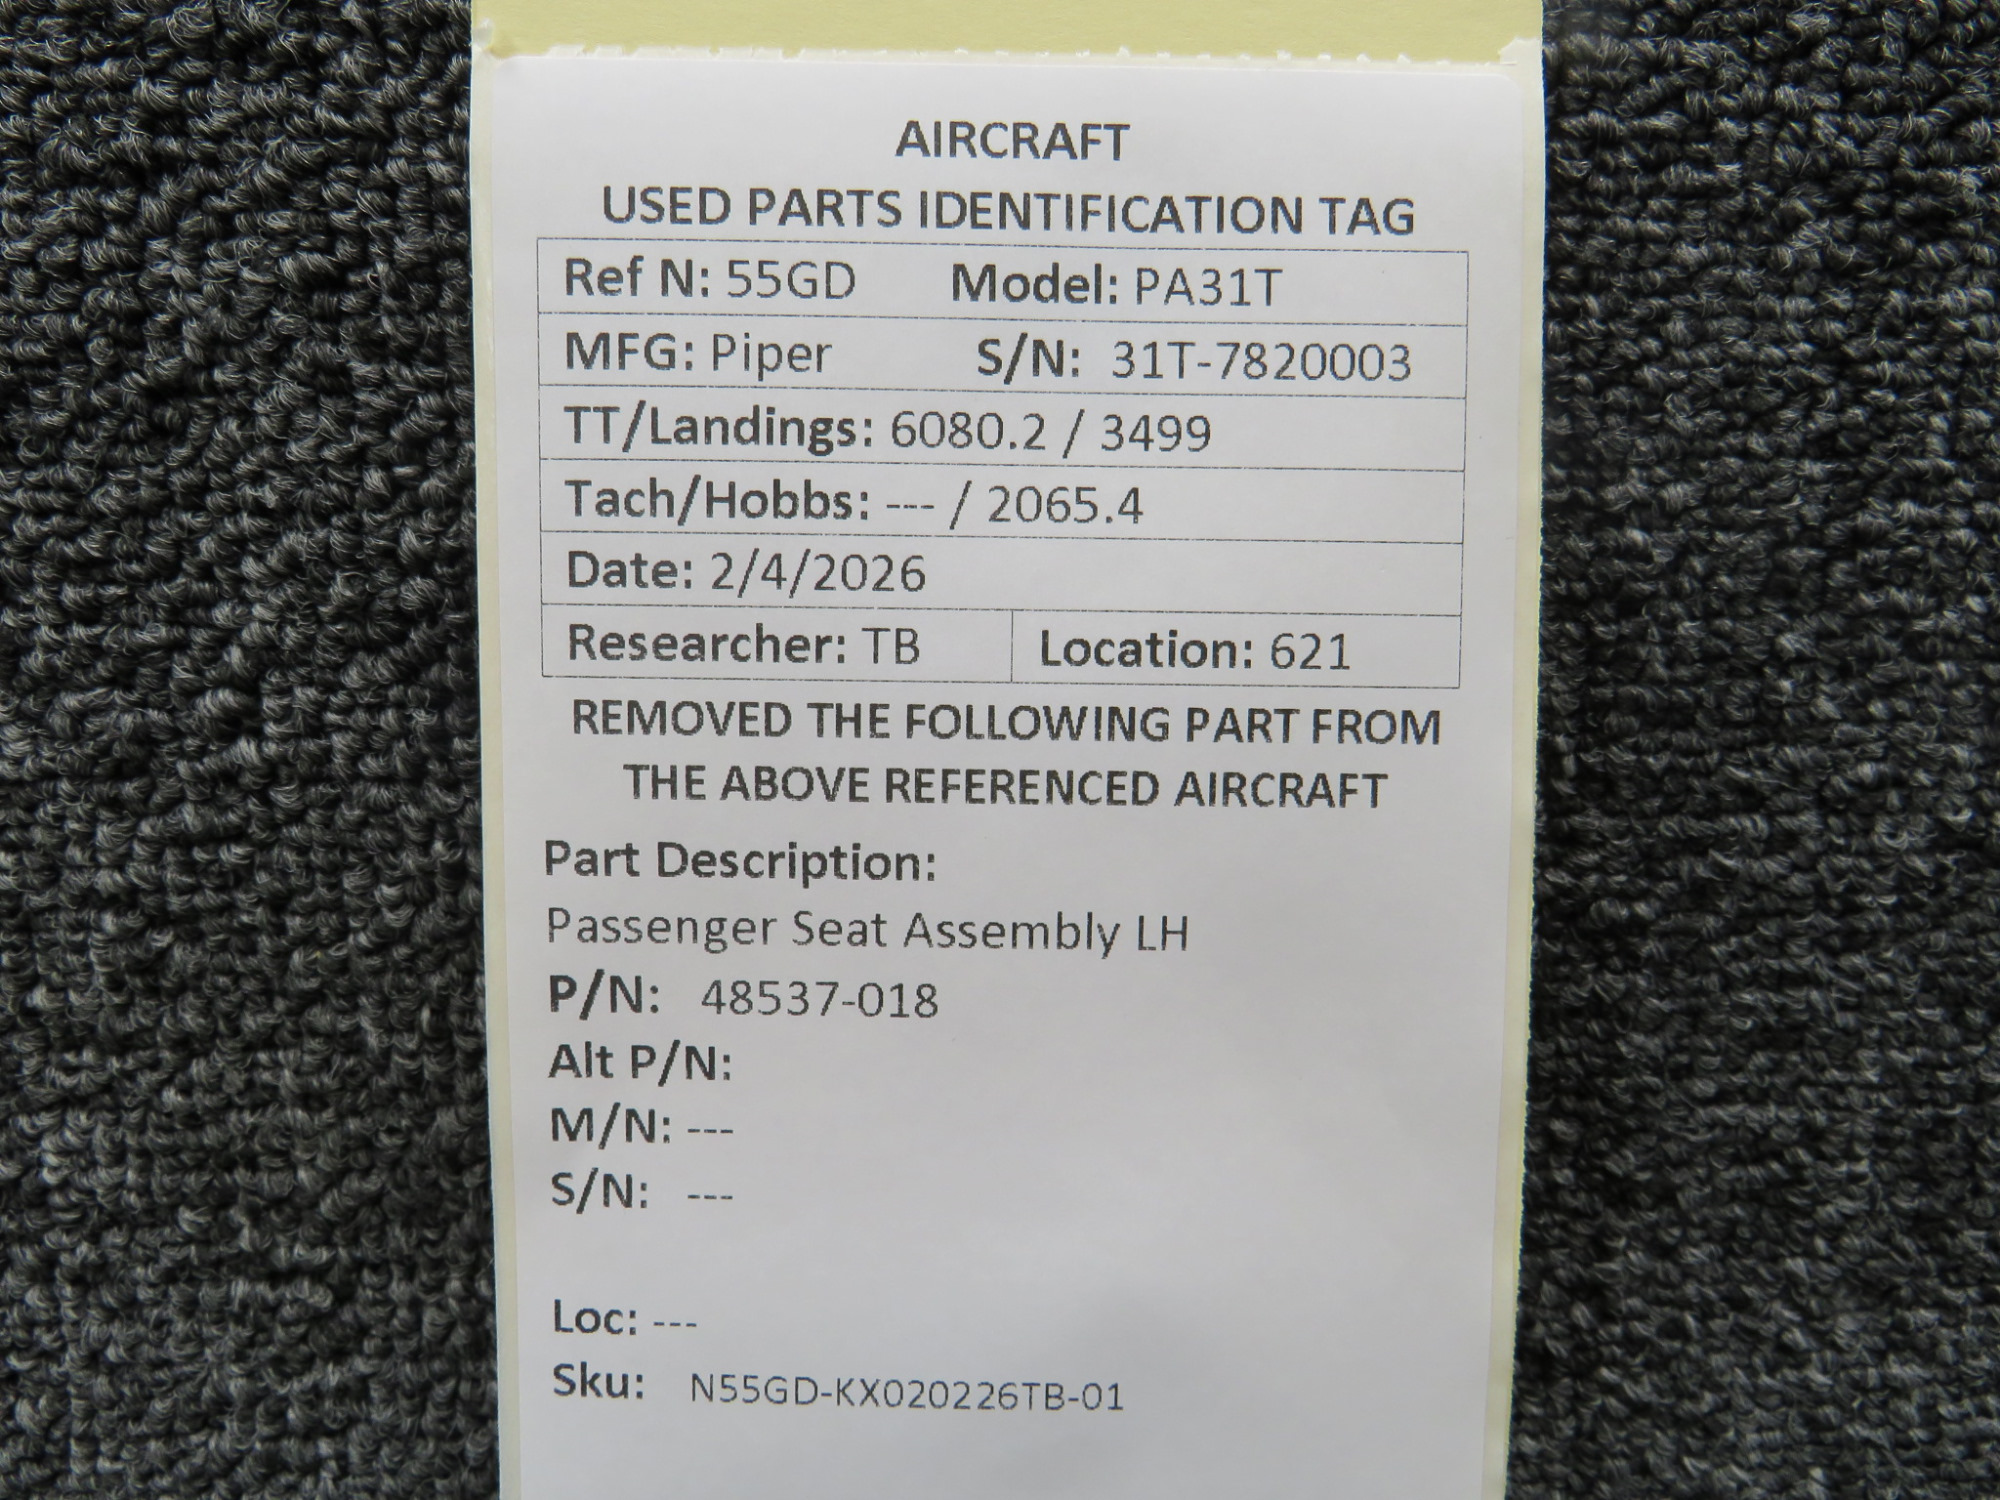 AIRCRAFT
USED PARTS IDENTIFICATION TAG
Ref N: 55GD Model: PA31T
MFG: Piper S/N: 31T-7820003
TT/Landings: 6080.2 / 3499
Tach/Hobbs: --- / 2065.4
Date: 2/4/2026
Researcher: TB Location: 621
REMOVED THE FOLLOWING PART FROM
THE ABOVE REFERENCED AIRCRAFT
Part Description:
Passenger Seat Assembly LH
P/N: 48537-018
Alt P/N:
M/N: ---
S/N: ---
Loc: ---
Sku: N55GD-KX020226TB-01